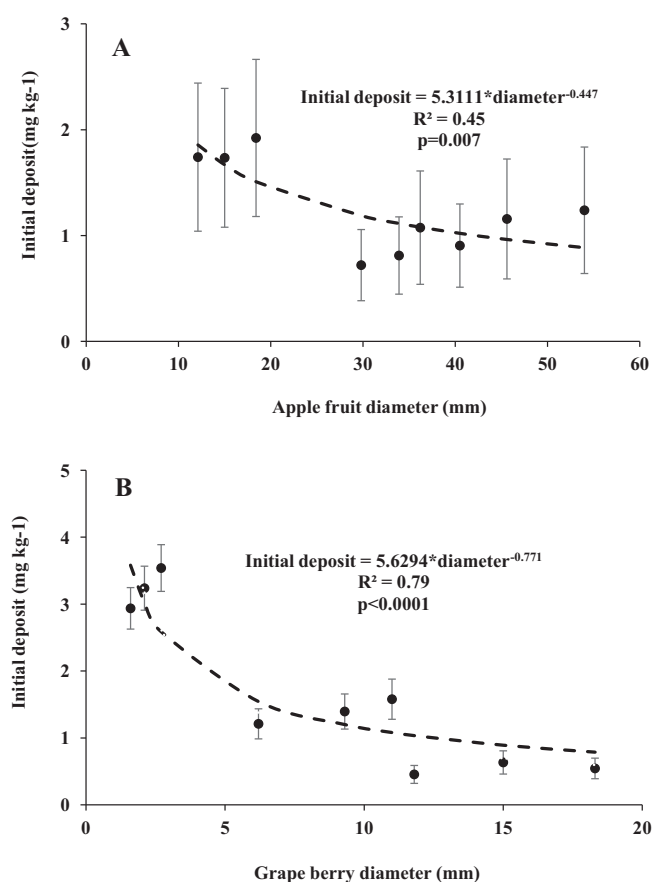 A
Initial deposit = 5.3111*diameter-0.447
R² = 0.45
p=0.007
Initial deposit(mg kg-1)
3
2
1
0
0 10 20 30 40 50 60
Apple fruit diameter (mm)
B
Initial deposit = 5.6294*diameter-0.771
R² = 0.79
p<0.0001
Initial deposit (mg kg-1)
5
4
3
2
1
0
0 5 10 15 20
Grape berry diameter (mm)